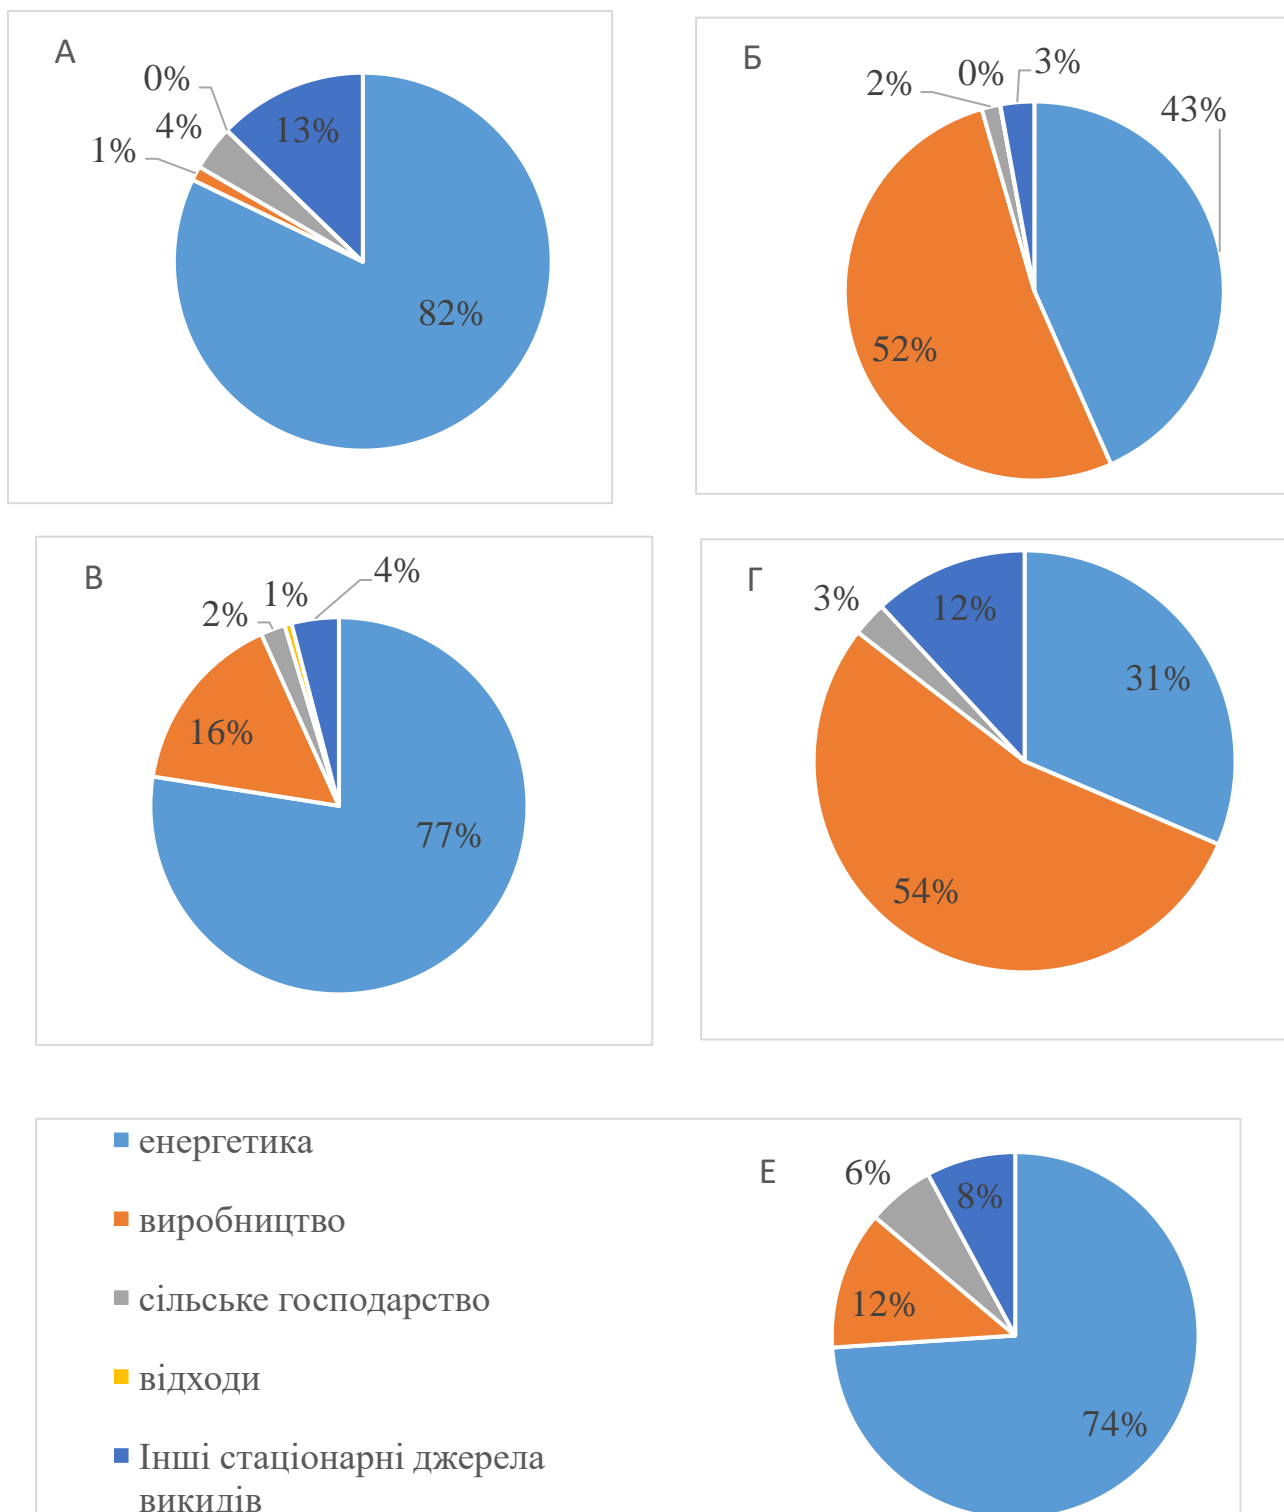 А
0%
13%
4%
1%
82%
Б
3%
0%
2%
43%
52%
В
4%
1%
2%
16%
77%
Г
3%
12%
31%
54%
енергетика
виробництво
сільське господарство
відходи
Інші стаціонарні джерела
викидів
Е
6%
8%
12%
74%